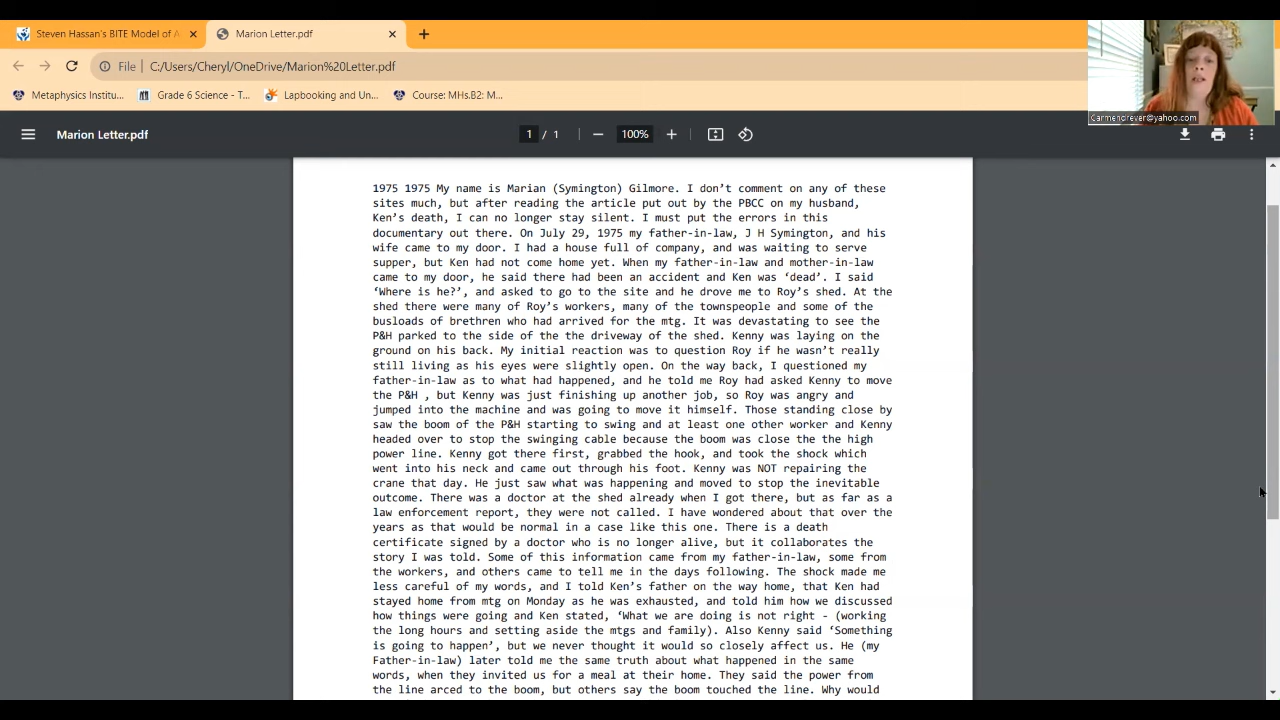 Steven Hassan's BITE Model of A
Marion Letter.pdf
File
C:/Users/Cheryl/OneDrive/Marion%20Letter.pdf
Metaphysics Institu...
Grade 6 Science - T...
Lapbooking and Un...
Course: MHs.B2: M...
Marion Letter.pdf
1 / 1
100%
Carmendrever@yahoo.com
1975 1975 My name is Marian (Symington) Gilmore. I don't comment on any of these
sites much, but after reading the article put out by the PBCC on my husband,
Ken's death, I can no longer stay silent. I must put the errors in this
documentary out there. On July 29, 1975 my father-in-law, J H Symington, and his
wife came to my door. I had a house full of company, and was waiting to serve
supper, but Ken had not come home yet. When my father-in-law and mother-in-law
came to my door, he said there had been an accident and Ken was 'dead'. I said
'Where is he?', and asked to go to the site and he drove me to Roy's shed. At the
shed there were many of Roy's workers, many of the townspeople and some of the
busloads of brethren who had arrived for the mtg. It was devastating to see the
P&H parked to the side of the the driveway of the shed. Kenny was laying on the
ground on his back. My initial reaction was to question Roy if he wasn't really
still living as his eyes were slightly open. On the way back, I questioned my
father-in-law as to what had happened, and he told me Roy had asked Kenny to move
the P&H , but Kenny was just finishing up another job, so Roy was angry and
jumped into the machine and was going to move it himself. Those standing close by
saw the boom of the P&H starting to swing and at least one other worker and Kenny
headed over to stop the swinging cable because the boom was close the the high
power line. Kenny got there first, grabbed the hook, and took the shock which
went into his neck and came out through his foot. Kenny was NOT repairing the
crane that day. He just saw what was happening and moved to stop the inevitable
outcome. There was a doctor at the shed already when I got there, but as far as a
law enforcement report, they were not called. I have wondered about that over the
years as that would be normal in a case like this one. There is a death
certificate signed by a doctor who is no longer alive, but it collaborates the
story I was told. Some of this information came from my father-in-law, some from
the workers, and others came to tell me in the days following. The shock made me
less careful of my words, and I told Ken's father on the way home, that Ken had
stayed home from mtg on Monday as he was exhausted, and told him how we discussed
how things were going and Ken stated, 'What we are doing is not right - (working
the long hours and setting aside the mtgs and family). Also Kenny said 'Something
is going to happen', but we never thought it would so closely affect us. He (my
Father-in-law) later told me the same truth about what happened in the same
words, when they invited us for a meal at their home. They said the power from
the line arced to the boom, but others say the boom touched the line. Why would